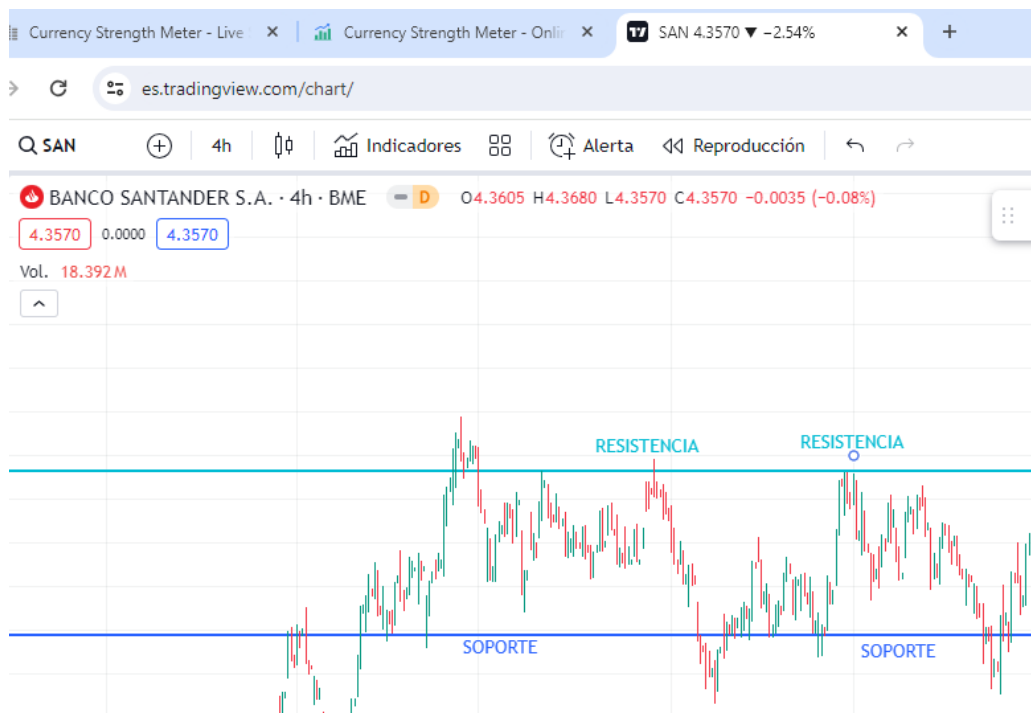 Currency Strength Meter - Live
Currency Strength Meter - Onlin
SAN 4.3570 ▼ −2.54%
es.tradingview.com/chart/
SAN
4h
Indicadores
Alerta
Reproducción
BANCO SANTANDER S.A. · 4h · BME
D
O4.3605 H4.3680 L4.3570 C4.3570 −0.0035 (−0.08%)
4.3570
0.0000
4.3570
Vol. 18.392 M
RESISTENCIA
RESISTENCIA
SOPORTE
SOPORTE